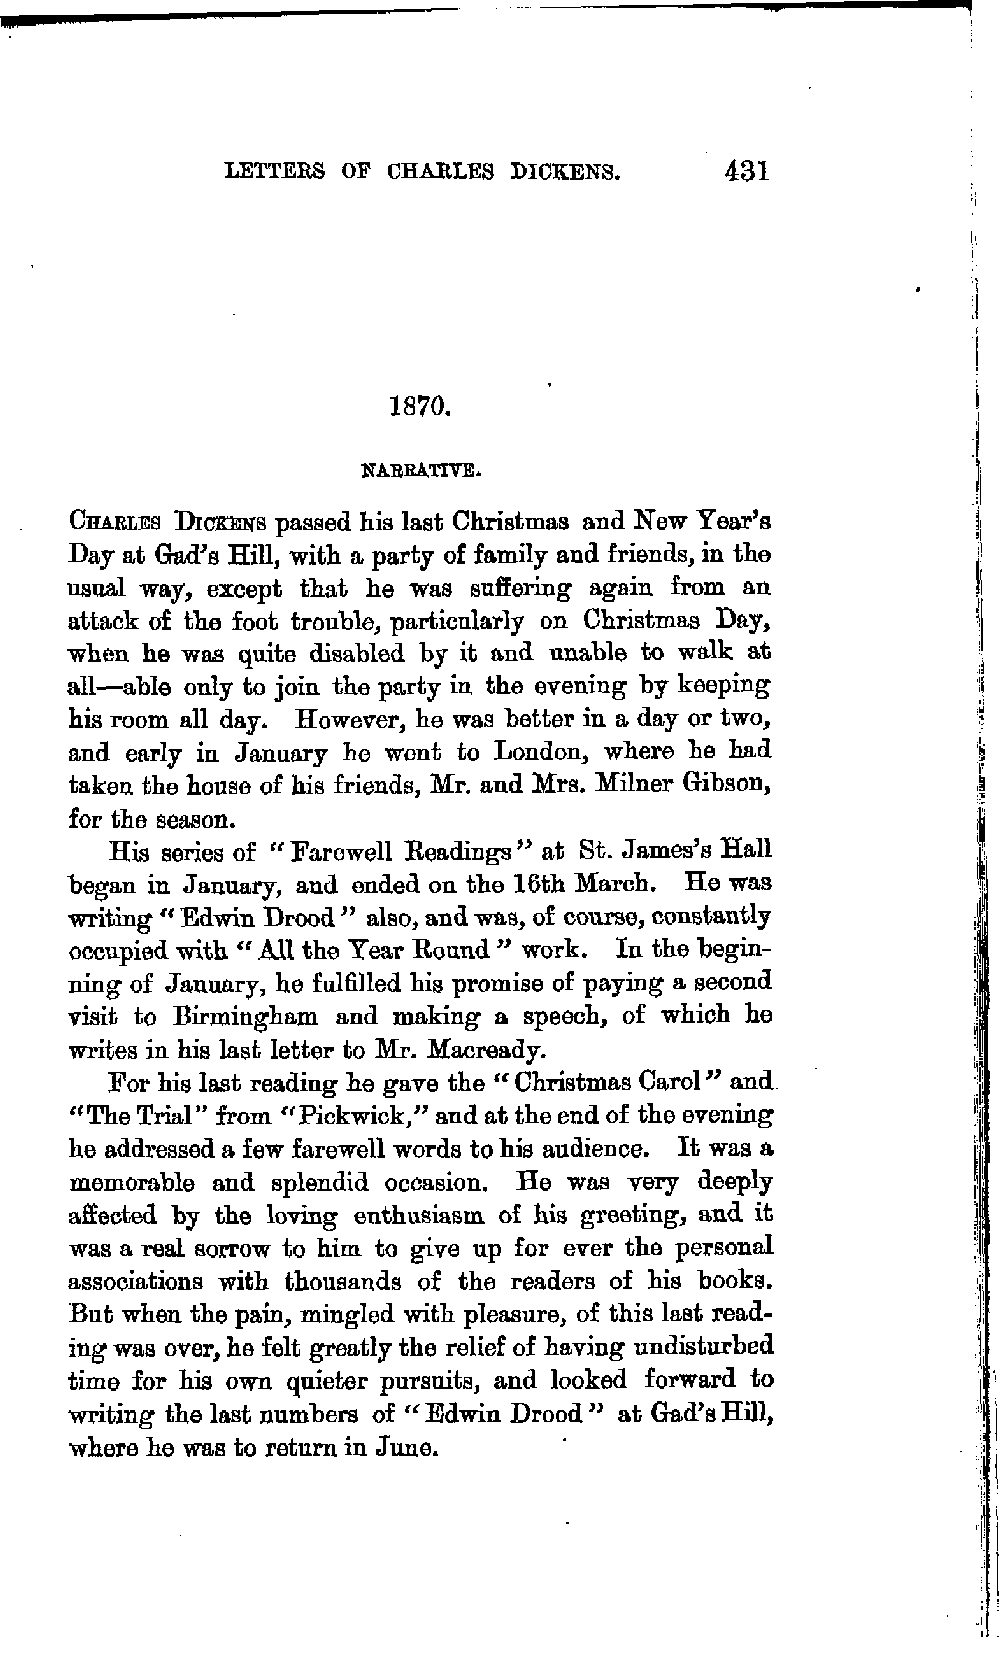 LETTERS OF CHARLES DICKENS. 431
1870.
NARRATIVE.
CHARLES DICKENS passed his last Christmas and New Year's
Day at Gad's Hill, with a party of family and friends, in the
usual way, except that he was suffering again from an
attack of the foot trouble, particularly on Christmas Day,
when he was quite disabled by it and unable to walk at
all—able only to join the party in the evening by keeping
his room all day. However, he was better in a day or two,
and early in January he went to London, where he had
taken the house of his friends, Mr. and Mrs. Milner Gibson,
for the season.
His series of "Farewell Readings" at St. James's Hall
began in January, and ended on the 16th March. He was
writing "Edwin Drood" also, and was, of course, constantly
occupied with "All the Year Round" work. In the begin-
ning of January, he fulfilled his promise of paying a second
visit to Birmingham and making a speech, of which he
writes in his last letter to Mr. Macready.
For his last reading he gave the "Christmas Carol" and
"The Trial" from "Pickwick," and at the end of the evening
he addressed a few farewell words to his audience. It was a
memorable and splendid occasion. He was very deeply
affected by the loving enthusiasm of his greeting, and it
was a real sorrow to him to give up for ever the personal
associations with thousands of the readers of his books.
But when the pain, mingled with pleasure, of this last read-
ing was over, he felt greatly the relief of having undisturbed
time for his own quieter pursuits, and looked forward to
writing the last numbers of "Edwin Drood" at Gad's Hill,
where he was to return in June.